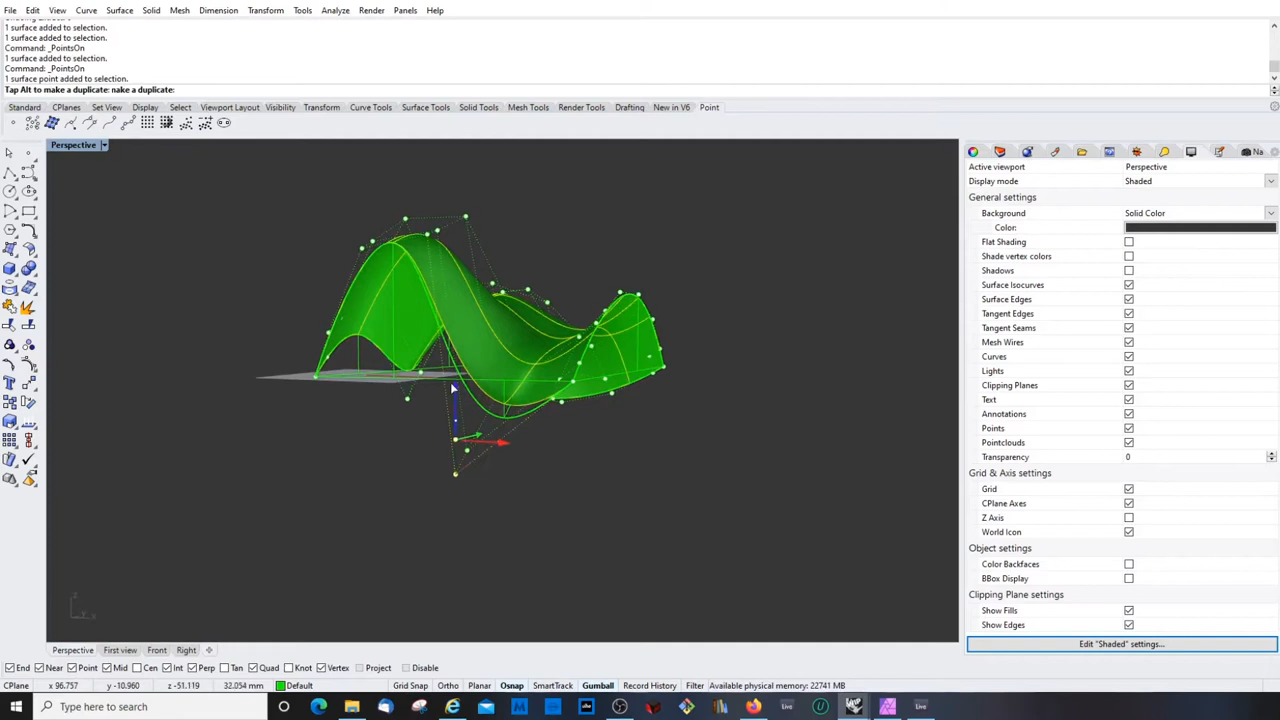 File Edit View Curve Surface Solid Mesh Dimension Transform Tools Analyze Render Panels Help
1 surface added to selection.
1 surface added to selection.
Command: _PointsOn
1 surface added to selection.
Command: _PointsOn
1 surface point added to selection.
Tap Alt to make a duplicate: nake a duplicate:
Standard CPlanes Set View Display Select Viewport Layout Visibility Transform Curve Tools Surface Tools Solid Tools Mesh Tools Render Tools Drafting New in V6 Point
Perspective
Na
Active viewport Perspective
Display mode Shaded
General settings
Background Solid Color
Color:
Flat Shading
Shade vertex colors
Shadows
Surface Isocurves
Surface Edges
Tangent Edges
Tangent Seams
Mesh Wires
Curves
Lights
Clipping Planes
Text
Annotations
Points
Pointclouds
Transparency 0
Grid & Axis settings
Grid
CPlane Axes
Z Axis
World Icon
Object settings
Color Backfaces
BBox Display
Clipping Plane settings
Show Fills
Show Edges
Edit "Shaded" settings...
z
y x
Perspective First view Front Right
End Near Point Mid Cen Int Perp Tan Quad Knot Vertex Project Disable
CPlane x 96.757 y -10.960 z -51.119 32.054 mm Default Grid Snap Ortho Planar Osnap SmartTrack Gumball Record History Filter Available physical memory: 22741 MB
Type here to search